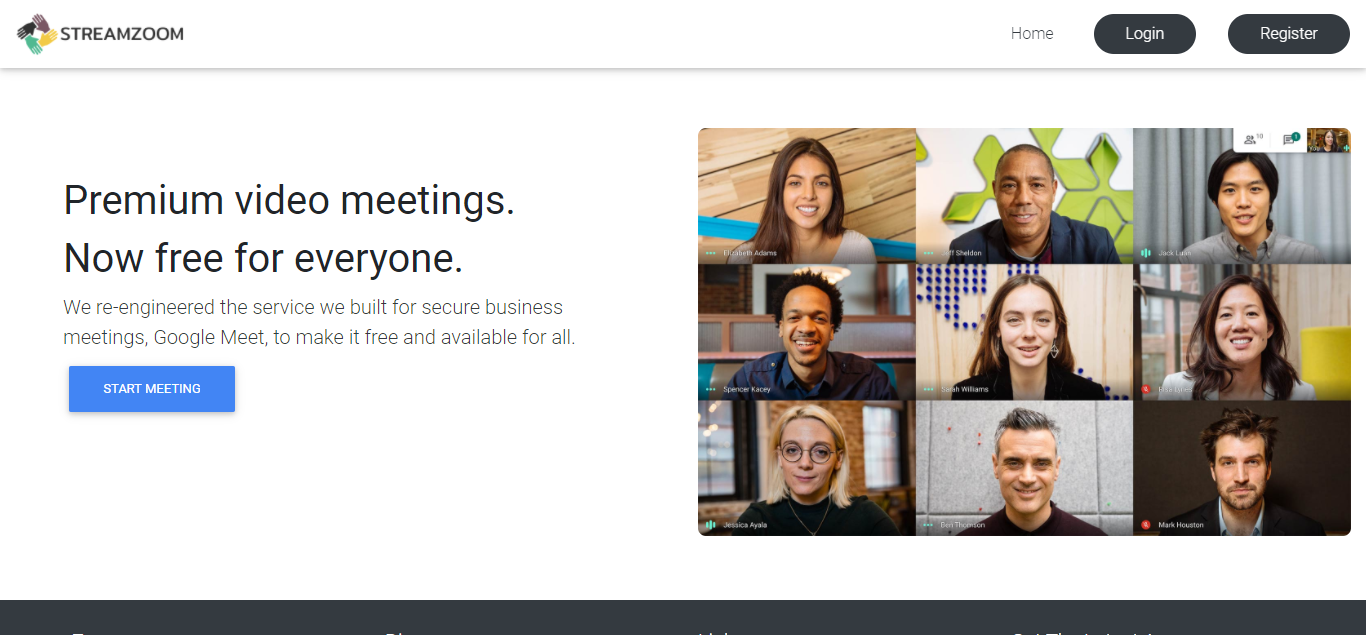 STREAMZOOM
Home
Login
Register
Premium video meetings.
Now free for everyone.
We re-engineered the service we built for secure business
meetings, Google Meet, to make it free and available for all.
START MEETING
10
1
You
Elizabeth Adams
Jeff Sheldon
Jack Luan
Spencer Kacey
Sarah Williams
Jessica Ayala
Ben Thomson
Mark Houston